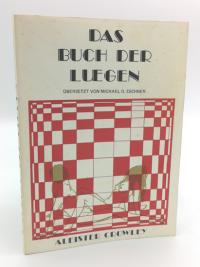 DAS
BUCH DER
LUEGEN
ÜBERSETZT VON MICHAEL D. ESCHNER
ALEISTER CROWLEY